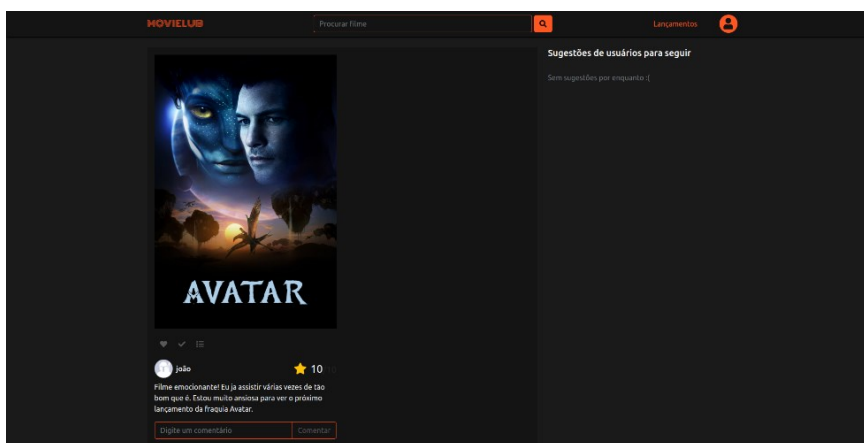 MOVIELUB
Procurar filme
Lançamentos
Sugestões de usuários para seguir
Sem sugestões por enquanto :(
AVATAR
joão
10
Filme emocionante! Eu ja assistir várias vezes de tao
bom que é. Estou muito ansiosa para ver o próximo
lançamento da fraquia Avatar.
Digite um comentário
Comentar